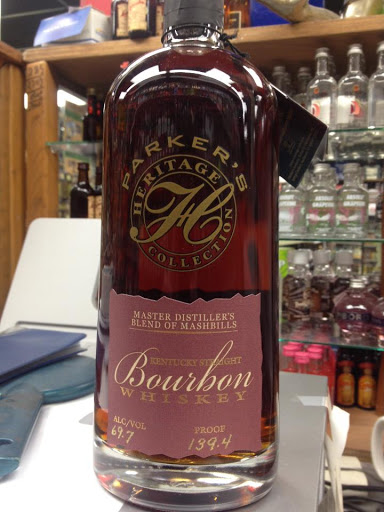 PARKER'S
HERITAGE
H
COLLECTION
MASTER DISTILLER'S
BLEND OF MASHBILLS
KENTUCKY STRAIGHT
Bourbon
WHISKEY
ALC/VOL PROOF
69.7 139.4